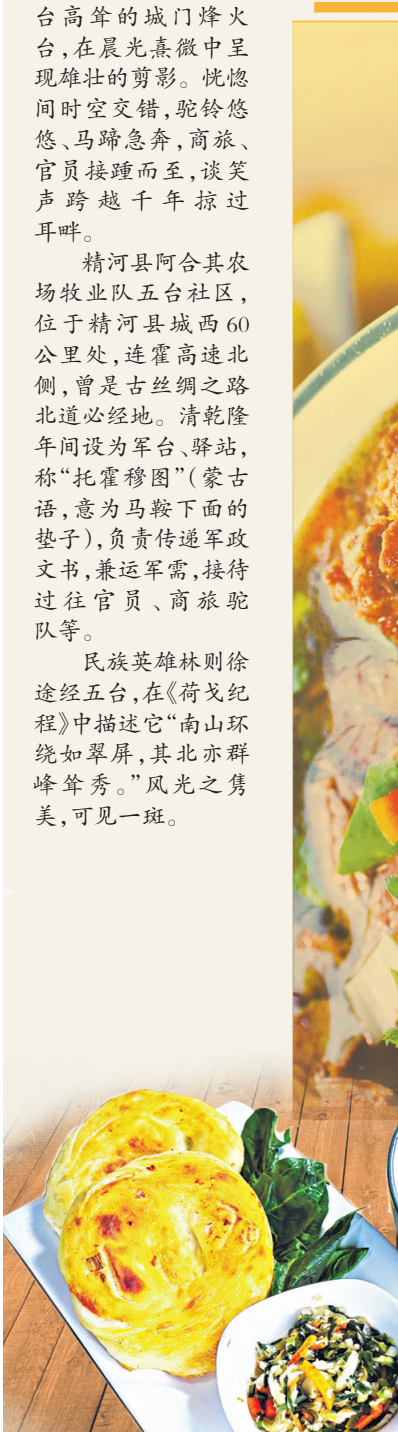 台高耸的城门烽火
台，在晨光熹微中呈
现雄壮的剪影。恍惚
间时空交错，驼铃悠
悠、马蹄急奔，商旅、
官员接踵而至，谈笑
声跨越千年掠过
耳畔。
精河县阿合其农
场牧业队五台社区，
位于精河县城西60
公里处，连霍高速北
侧，曾是古丝绸之路
北道必经地。清乾隆
年间设为军台、驿站，
称“托霍穆图”（蒙古
语，意为马鞍下面的
垫子），负责传递军政
文书，兼运军需，接待
过往官员、商旅驼
队等。
民族英雄林则徐
途经五台，在《荷戈纪
程》中描述它“南山环
绕如翠屏，其北亦群
峰耸秀。”风光之隽
美，可见一斑。